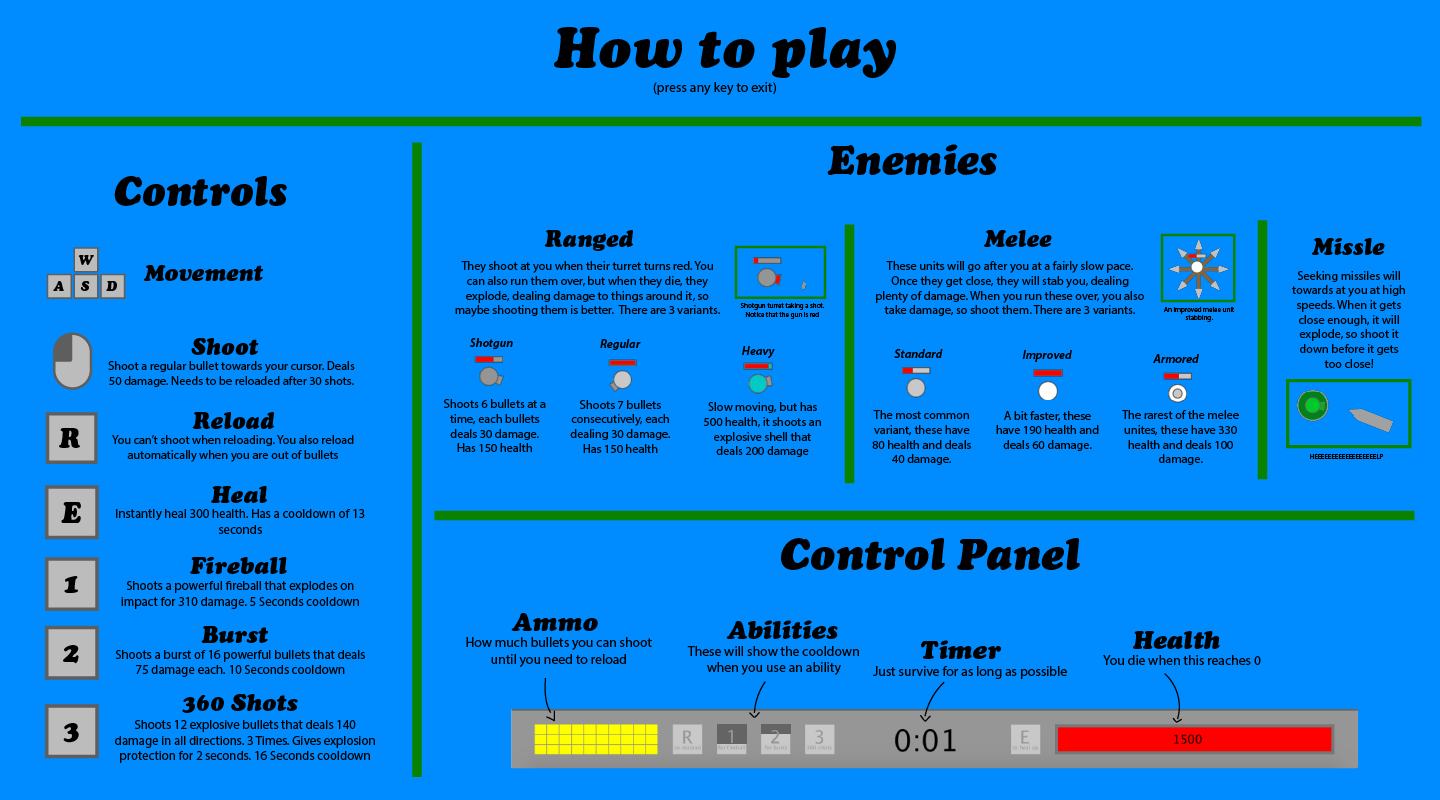 How to play
(press any key to exit)
Controls
W
A S D
Movement
Shoot
Shoot a regular bullet towards your cursor. Deals
50 damage. Needs to be reloaded after 30 shots.
R
Reload
You can't shoot when reloading. You also reload
automatically when you are out of bullets
E
Heal
Instantly heal 300 health. Has a cooldown of 13
seconds
1
Fireball
Shoots a powerful fireball that explodes on
impact for 310 damage. 5 Seconds cooldown
2
Burst
Shoots a burst of 16 powerful bullets that deals
75 damage each. 10 Seconds cooldown
3
360 Shots
Shoots 12 explosive bullets that deals 140
damage in all directions. 3 Times. Gives explosion
protection for 2 seconds. 16 Seconds cooldown
Enemies
Ranged
They shoot at you when their turret turns red. You
can also run them over, but when they die, they
explode, dealing damage to things around it, so
maybe shooting them is better. There are 3 variants.
Shotgun turret taking a shot.
Notice that the gun is red
Shotgun
Shoots 6 bullets at a
time, each bullets
deals 30 damage.
Has 150 health
Regular
Shoots 7 bullets
consecutively, each
dealing 30 damage.
Has 150 health
Heavy
Slow moving, but has
500 health, it shoots an
explosive shell that
deals 200 damage
Melee
These units will go after you at a fairly slow pace.
Once they get close, they will stab you, dealing
plenty of damage. When you run these over, you also
take damage, so shoot them. There are 3 variants.
An improved melee unit
stabbing.
Standard
The most common
variant, these have
80 health and deals
40 damage.
Improved
A bit faster, these
have 190 health and
deals 60 damage.
Armored
The rarest of the melee
unites, these have 330
health and deals 100
damage.
Missle
Seeking missiles will
towards at you at high
speeds. When it gets
close enough, it will
explode, so shoot it
down before it gets
too close!
Control Panel
Ammo
How much bullets you can shoot
until you need to reload
Abilities
These will show the cooldown
when you use an ability
Timer
Just survive for as long as possible
Health
You die when this reaches 0
R
1
2
3
0:01
E
1500